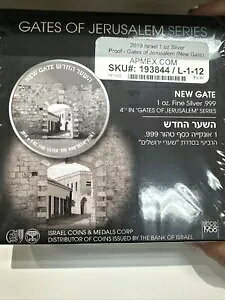 GATES OF JERUSALEM SERIES
2019 Israel 1 oz Silver
Proof - Gates of Jerusalem (New Gate)
APMEX.COM
SKU#: 193844 / L-1-12
NEW GATE השער החדש
NEW GATE
1 oz. Fine Silver .999
4TH IN "GATES OF JERUSALEM" SERIES
השער החדש
1 אונקייה כסף טהור 999.
הרביעי בסדרת "שערי ירושלים"
ISRAEL COINS & MEDALS CORP
DISTRIBUTOR OF COINS ISSUED BY THE BANK OF ISRAEL
since
1958